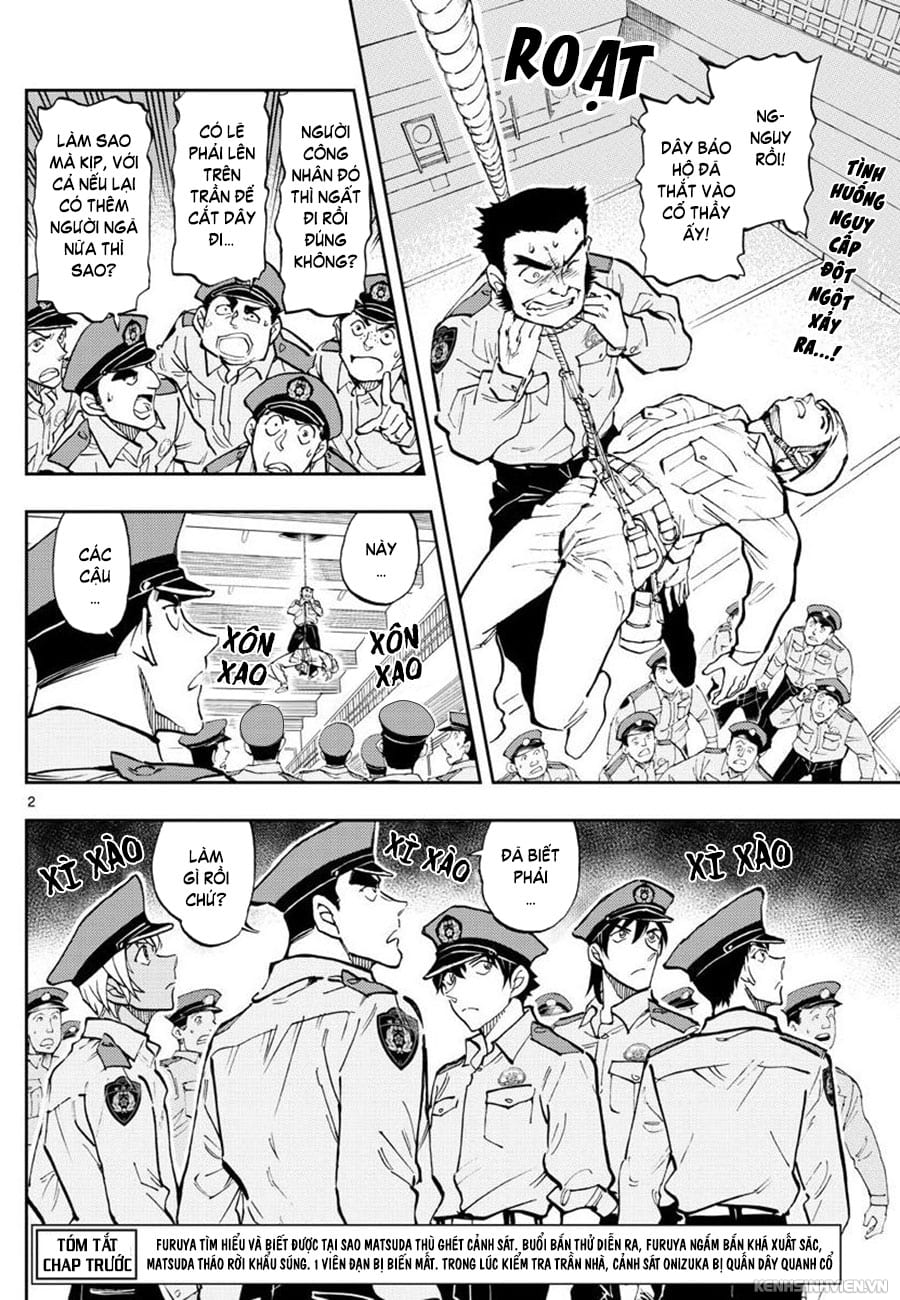 ROẠT
NG-
NGUY
RỒI!
DÂY BẢO
HỘ ĐÃ
THẮT VÀO
CỔ THẦY
ẤY!
TÌNH
HUỐNG
NGUY
CẤP
ĐỘT
NGỘT
XẢY
RA...!
NGƯỜI
CÔNG
NHÂN ĐÓ
THÌ NGẤT
ĐI RỒI
ĐÚNG
KHÔNG?
CÓ LẼ
PHẢI LÊN
TRÊN
TRẦN ĐỂ
CẮT DÂY
ĐI...
LÀM SAO
MÀ KỊP, VỚI
CẢ NẾU LẠI
CÓ THÊM
NGƯỜI NGÃ
NỮA THÌ
SAO?
NÀY
...
CÁC
CẬU
...
XÔN
XAO
XÔN
XAO
2
XÌ XÀO
ĐÃ BIẾT
PHẢI
...
XÌ XÀO
LÀM
GÌ RỒI
CHỨ?
XÌ XÀO
TÓM TẮT
CHAP TRƯỚC
FURUYA TÌM HIỂU VÀ BIẾT ĐƯỢC TẠI SAO MATSUDA THÙ GHÉT CẢNH SÁT. BUỔI BẮN THỬ DIỄN RA, FURUYA NGẮM BẮN KHÁ XUẤT SẮC,
MATSUDA THÁO RỜI KHẨU SÚNG. 1 VIÊN ĐẠN BỊ BIẾN MẤT. TRONG LÚC KIỂM TRA TRẦN NHÀ, CẢNH SÁT ONIZUKA BỊ QUẤN DÂY QUANH CỔ
KENHSINHVIEN.VN